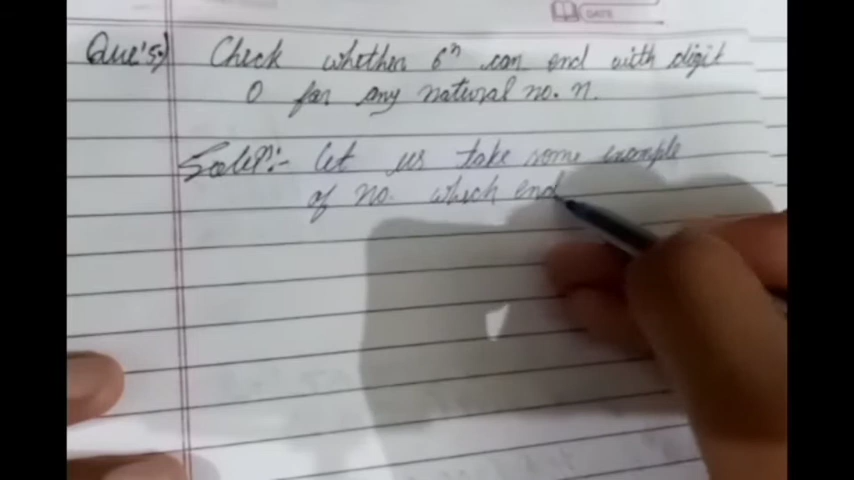 DATE
Que's:) Check whether 6ⁿ can end with digit
0 for any natural no. n.
Solⁿ:- let us take some example
of no. which end